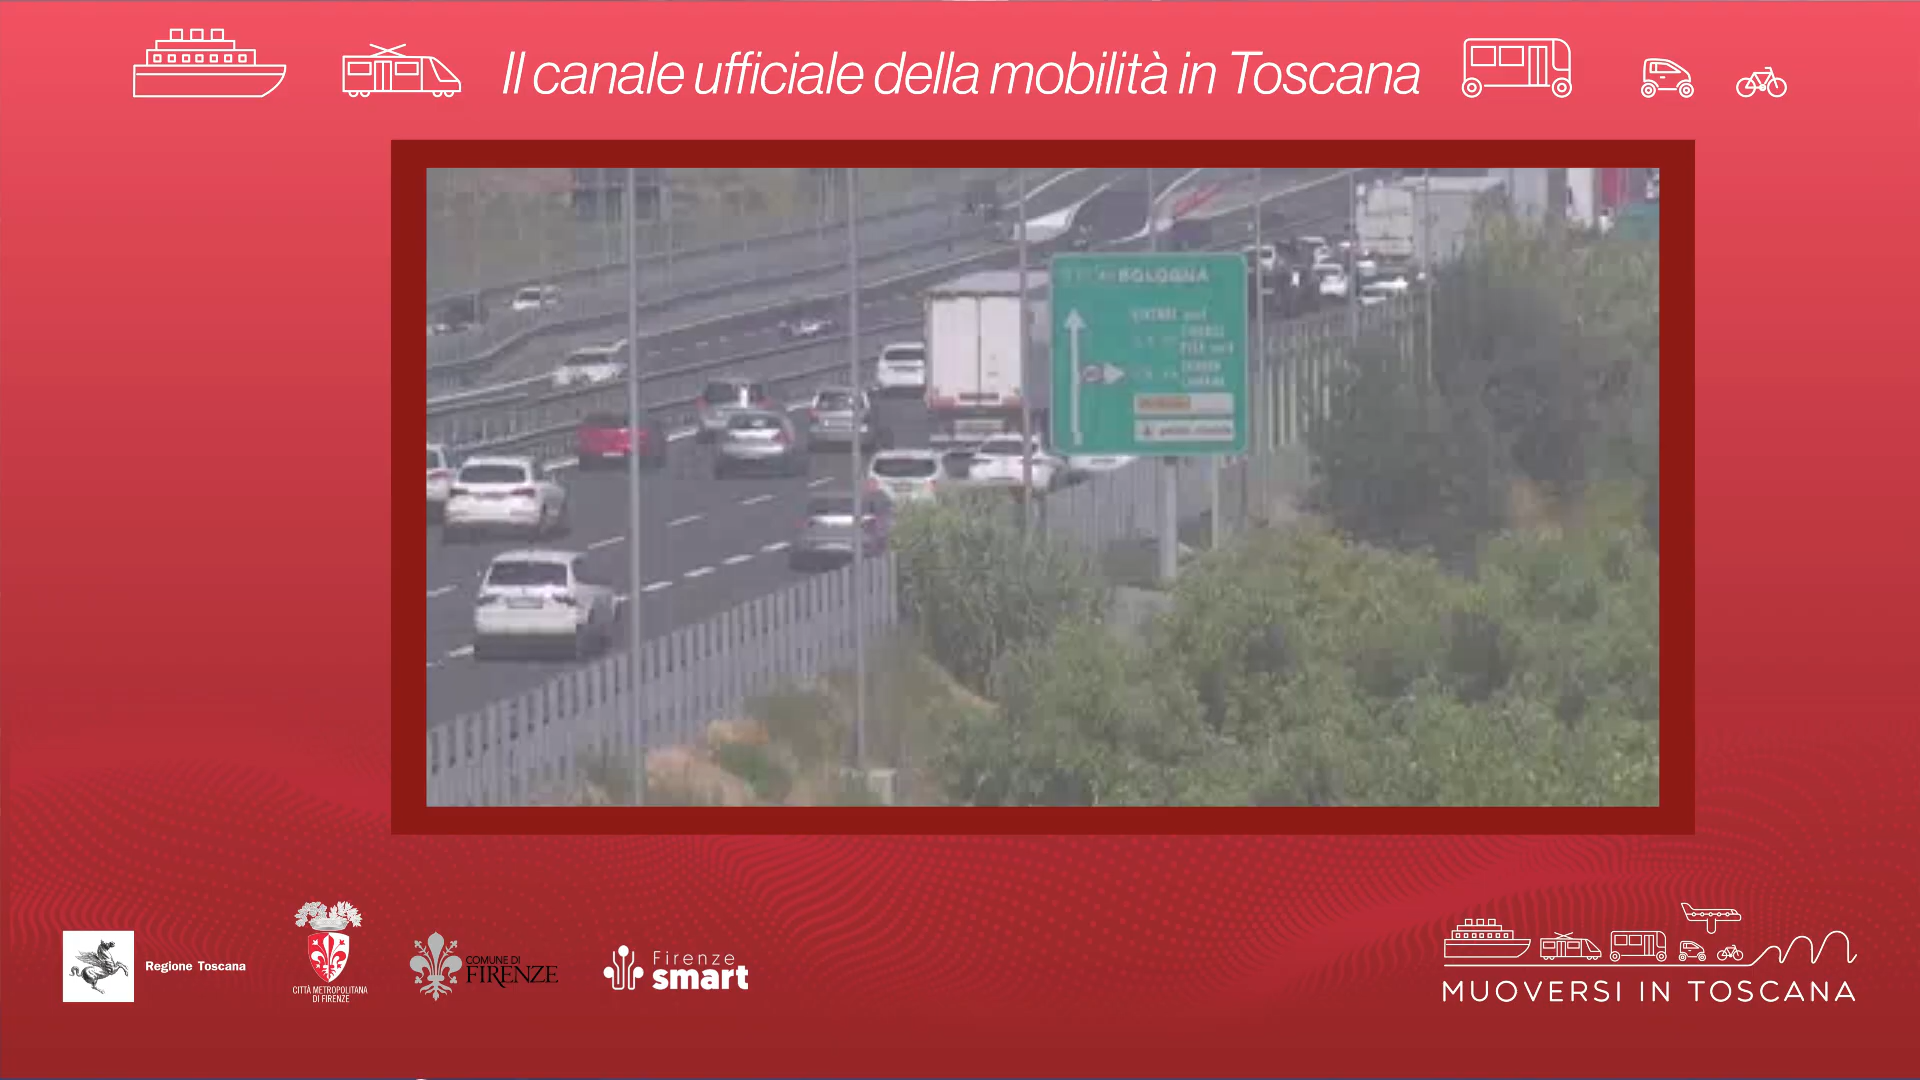 Il canale ufficiale della mobilità in Toscana
BOLOGNA
Regione Toscana
CITTÀ METROPOLITANA
DI FIRENZE
COMUNE DI
FIRENZE
Firenze
smart
MUOVERSI IN TOSCANA